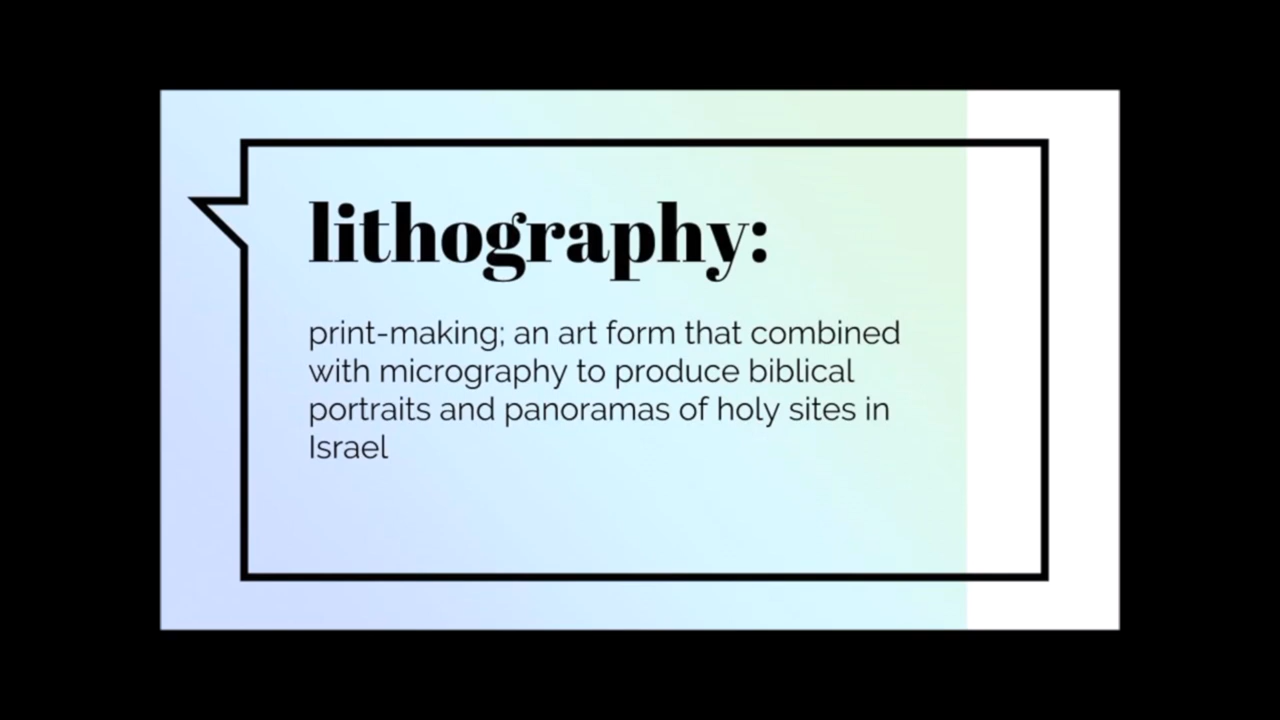 lithography:
print-making; an art form that combined
with micrography to produce biblical
portraits and panoramas of holy sites in
Israel